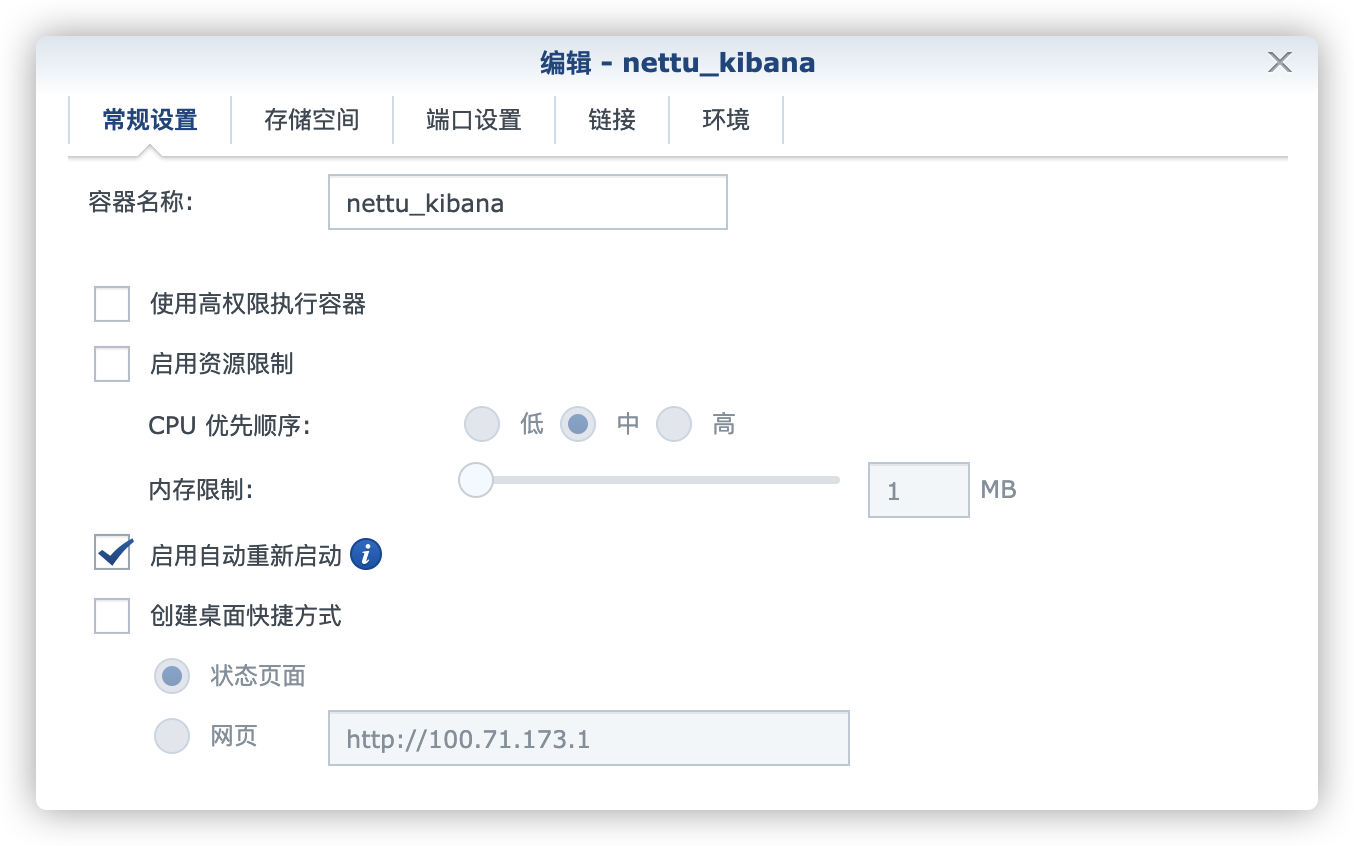 编辑 - nettu_kibana
常规设置 存储空间 端口设置 链接 环境
容器名称: nettu_kibana
使用高权限执行容器
启用资源限制
CPU 优先顺序: 低 中 高
内存限制: 1 MB
启用自动重新启动 i
创建桌面快捷方式
状态页面
网页 http://100.71.173.1